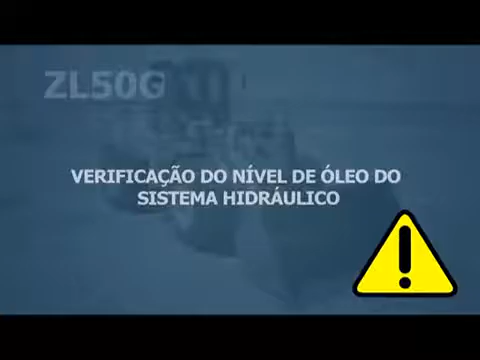 ZL50G
VERIFICAÇÃO DO NÍVEL DE ÓLEO DO
SISTEMA HIDRÁULICO